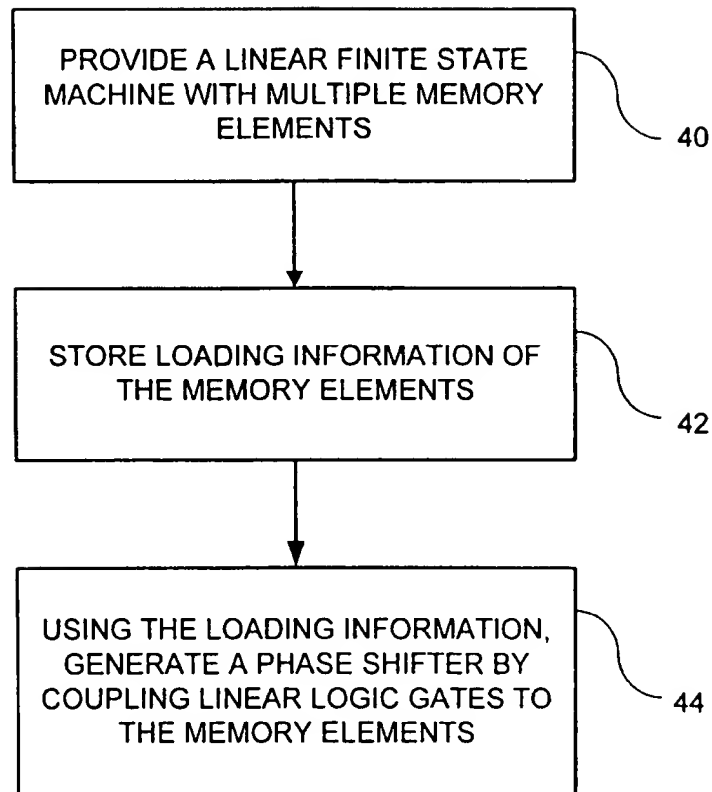 PROVIDE A LINEAR FINITE STATE
MACHINE WITH MULTIPLE MEMORY
ELEMENTS
40
STORE LOADING INFORMATION OF
THE MEMORY ELEMENTS
42
USING THE LOADING INFORMATION,
GENERATE A PHASE SHIFTER BY
COUPLING LINEAR LOGIC GATES TO
THE MEMORY ELEMENTS
44